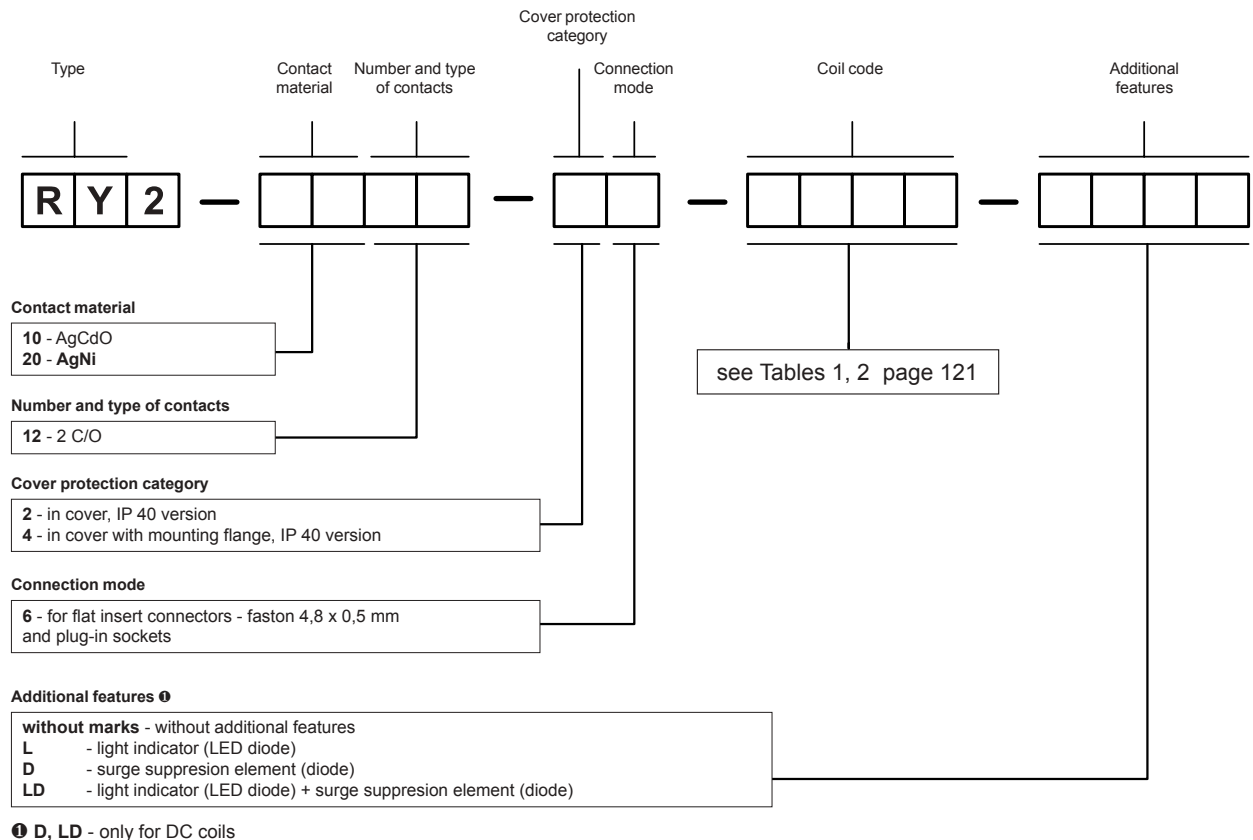 Cover protection
category
Type
Contact
material
Number and type
of contacts
Connection
mode
Coil code
Additional
features
R Y 2 — — — —
Contact material
10 - AgCdO
20 - AgNi
see Tables 1, 2 page 121
Number and type of contacts
12 - 2 C/O
Cover protection category
2 - in cover, IP 40 version
4 - in cover with mounting flange, IP 40 version
Connection mode
6 - for flat insert connectors - faston 4,8 x 0,5 mm
and plug-in sockets
Additional features ❶
without marks - without additional features
L - light indicator (LED diode)
D - surge suppresion element (diode)
LD - light indicator (LED diode) + surge suppresion element (diode)
❶ D, LD - only for DC coils